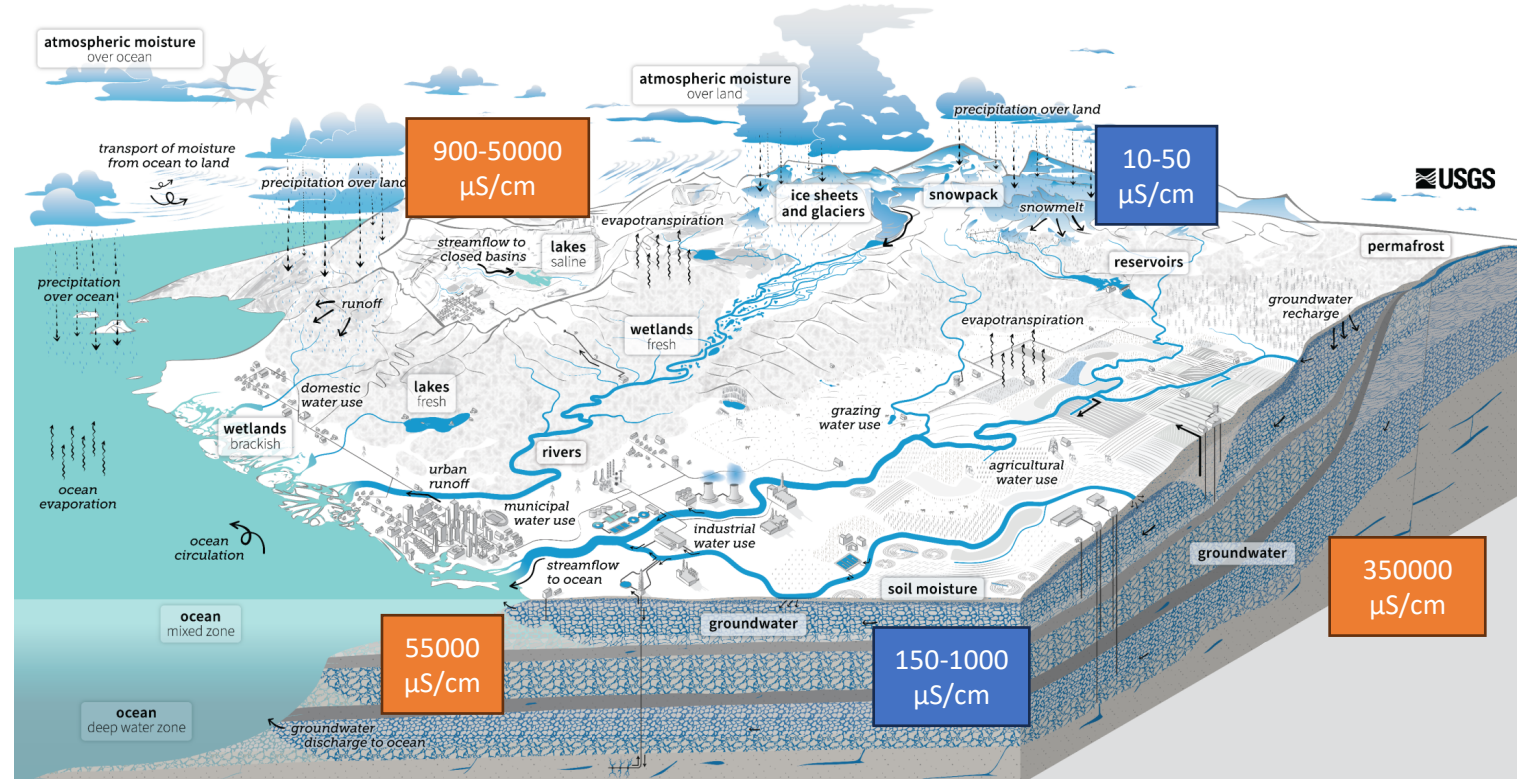 atmospheric moisture
over ocean
atmospheric moisture
over land
precipitation over land
900-50000
µS/cm
10-50
µS/cm
transport of moisture
from ocean to land
precipitation over land
USGS
ice sheets
and glaciers
snowpack
snowmelt
evapotranspiration
streamflow to
closed basins
lakes
saline
permafrost
reservoirs
precipitation
over ocean
runoff
groundwater
recharge
wetlands
fresh
evapotranspiration
domestic
water use
lakes
fresh
grazing
water use
wetlands
brackish
rivers
agricultural
water use
urban
runoff
ocean
evaporation
municipal
water use
industrial
water use
ocean
circulation
groundwater
350000
µS/cm
streamflow
to ocean
soil moisture
ocean
mixed zone
groundwater
55000
µS/cm
150-1000
µS/cm
ocean
deep water zone
groundwater
discharge to ocean